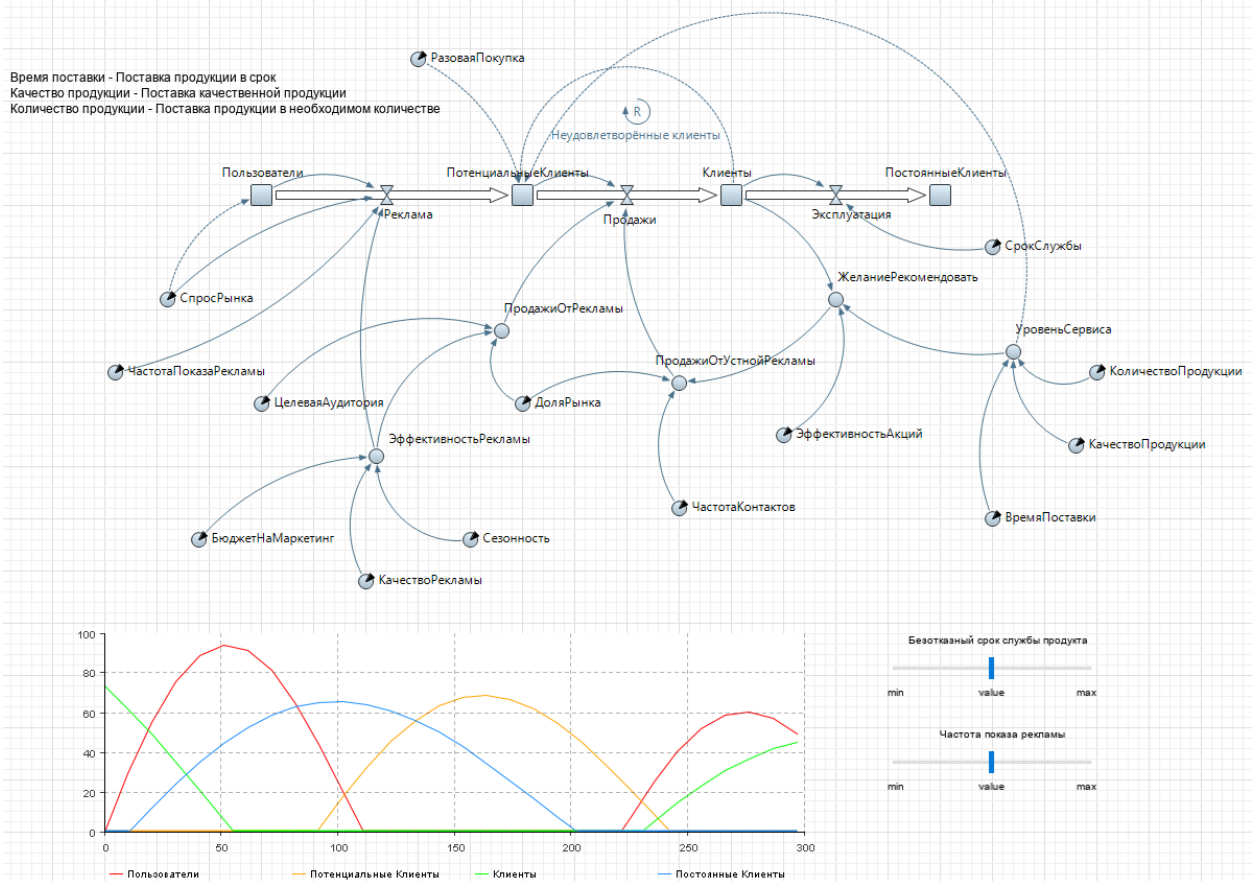 РазоваяПокупка
Время поставки - Поставка продукции в срок
Качество продукции - Поставка качественной продукции
Количество продукции - Поставка продукции в необходимом количестве
R
Неудовлетворённые клиенты
Пользователи
ПотенциальныеКлиенты
Клиенты
ПостоянныеКлиенты
Реклама
Продажи
Эксплуатация
СрокСлужбы
ЖеланиеРекомендовать
СпросРынка
ПродажиОтРекламы
УровеньСервиса
ПродажиОтУстнойРекламы
ЧастотаПоказаРекламы
КоличествоПродукции
ЦелеваяАудитория
ДоляРынка
ЭффективностьРекламы
ЭффективностьАкций
КачествоПродукции
ЧастотаКонтактов
ВремяПоставки
БюджетНаМаркетинг
Сезонность
КачествоРекламы
100
80
60
40
20
0
0
50
100
150
200
250
300
Пользователи
Потенциальные Клиенты
Клиенты
Постоянные Клиенты
Безотказный срок службы продукта
min value max
Частота показа рекламы
min value max